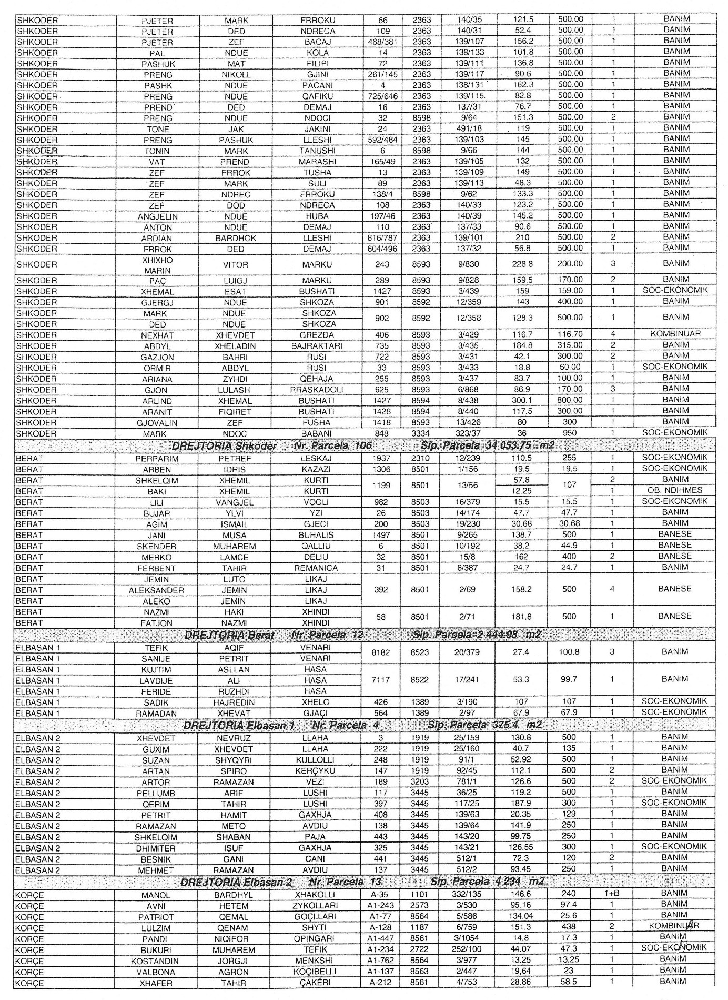 SHKODER PJETER MARK FRROKU 66 2363 140/35 121.5 500.00 1 BANIM
SHKODER PJETER DED NDRECA 109 2363 140/31 52.4 500.00 1 BANIM
SHKODER PJETER ZEF BACAJ 488/381 2363 139/107 156.2 500.00 1 BANIM
SHKODER PAL NDUE KOLA 14 2363 138/133 101.8 500.00 1 BANIM
SHKODER PASHUK MAT FILIPI 72 2363 139/111 136.8 500.00 1 BANIM
SHKODER PRENG NIKOLL GJINI 261/145 2363 139/117 90.6 500.00 1 BANIM
SHKODER PASHK NDUE PACANI 4 2363 138/131 162.3 500.00 1 BANIM
SHKODER PRENG NDUE QAFIKU 725/646 2363 139/115 82.8 500.00 1 BANIM
SHKODER PREND DED DEMAJ 16 2363 137/31 76.7 500.00 1 BANIM
SHKODER PRENG NDUE NDOCI 32 8598 9/64 151.3 500.00 2 BANIM
SHKODER TONE JAK JAKINI 24 2363 491/18 119 500.00 1 BANIM
SHKODER PRENG PASHUK LLESHI 592/484 2363 139/103 145 500.00 1 BANIM
SHKODER TONIN MARK TANUSHI 6 8598 9/66 144 500.00 1 BANIM
SHKODER VAT PREND MARASHI 165/49 2363 139/105 132 500.00 1 BANIM
SHKODER ZEF FRROK TUSHA 13 2363 139/109 149 500.00 1 BANIM
SHKODER ZEF MARK SULI 89 2363 139/113 48.3 500.00 1 BANIM
SHKODER ZEF NDREC FRROKU 138/4 8598 9/62 133.3 500.00 1 BANIM
SHKODER ZEF DOD NDRECA 108 2363 140/33 123.2 500.00 1 BANIM
SHKODER ANGJELIN NDUE HUBA 197/46 2363 140/39 145.2 500.00 1 BANIM
SHKODER ANTON NDUE DEMAJ 110 2363 137/33 90.6 500.00 1 BANIM
SHKODER ARDIAN BARDHOK LLESHI 816/787 2363 139/101 210 500.00 2 BANIM
SHKODER FRROK DED DEMAJ 604/496 2363 137/32 56.8 500.00 1 BANIM
SHKODER XHIXHO MARIN VITOR MARKU 243 8593 9/830 228.8 200.00 3 BANIM
SHKODER PAÇ LUIGJ MARKU 289 8593 9/828 159.5 170.00 2 BANIM
SHKODER XHEMAL ESAT BUSHATI 1427 8593 3/439 159 159.00 1 SOC-EKONOMIK
SHKODER GJERGJ NDUE SHKOZA 901 8592 12/359 143 400.00 1 BANIM
SHKODER MARK NDUE SHKOZA 902 8592 12/358 128.3 500.00 1 BANIM
SHKODER DED NDUE SHKOZA
SHKODER NEXHAT XHEVDET GREZDA 406 8593 3/429 116.7 116.70 4 KOMBINUAR
SHKODER ABDYL XHELADIN BAJRAKTARI 735 8593 3/435 184.8 315.00 2 BANIM
SHKODER GAZJON BAHRI RUSI 722 8593 3/431 42.1 300.00 2 BANIM
SHKODER ORMIR ABDYL RUSI 33 8593 3/433 18.8 60.00 1 SOC-EKONOMIK
SHKODER ARIANA ZYHDI QEHAJA 255 8593 3/437 83.7 100.00 1 BANIM
SHKODER GJON LULASH RRASKADOLI 625 8593 6/868 86.9 170.00 3 BANIM
SHKODER ARLIND XHEMAL BUSHATI 1427 8594 8/438 300.1 800.00 1 BANIM
SHKODER ARANIT FIQIRET BUSHATI 1428 8594 8/440 117.5 300.00 1 BANIM
SHKODER GJOVALIN ZEF FUSHA 1418 8593 13/426 80 300 1 BANIM
SHKODER MARK NDOC BABANI 848 3334 323/37 36 950 1 SOC-EKONOMIK
DREJTORIA Shkoder Nr. Parcela 106 Sip. Parcela 34 053.75 m2
BERAT PERPARIM PETREF LESKAJ 1937 2310 12/239 110.5 255 1 SOC-EKONOMIK
BERAT ARBEN IDRIS KAZAZI 1306 8501 1/156 19.5 19.5 1 SOC-EKONOMIK
BERAT SHKELQIM XHEMIL KURTI 1199 8501 13/56 57.8 107 2 BANIM
BERAT BAKI XHEMIL KURTI 12.25 1 OB. NDIHMES
BERAT LILI VANGJEL VOGLI 982 8503 16/379 15.5 15.5 1 SOC-EKONOMIK
BERAT BUJAR YLVI YZI 26 8503 14/174 47.7 47.7 1 BANIM
BERAT AGIM ISMAIL GJECI 200 8503 19/230 30.68 30.68 1 BANIM
BERAT JANI MUSA BUHALIS 1497 8501 9/265 138.7 500 1 BANESE
BERAT SKENDER MUHAREM QALLIU 6 8501 10/192 38.2 44.9 1 BANESE
BERAT MERKO LAMCE DELIU 32 8501 15/8 162 400 2 BANESE
BERAT FERBENT TAHIR REMANICA 31 8501 8/387 24.7 24.7 1 BANIM
BERAT JEMIN LUTO LIKAJ
BERAT ALEKSANDER JEMIN LIKAJ 392 8501 2/69 158.2 500 4 BANESE
BERAT ALEKO JEMIN LIKAJ
BERAT NAZMI HAKI XHINDI 58 8501 2/71 181.8 500 1 BANESE
BERAT FATJON NAZMI XHINDI
DREJTORIA Berat Nr. Parcela 12 Sip. Parcela 2 444.98 m2
ELBASAN 1 TEFIK AQIF VENARI 8182 8523 20/379 27.4 100.8 3 BANIM
ELBASAN 1 SANIJE PETRIT VENARI
ELBASAN 1 KUJTIM ASLLAN HASA
ELBASAN 1 LAVDIJE ALI HASA 7117 8522 17/241 53.3 99.7 1 BANIM
ELBASAN 1 FERIDE RUZHDI HASA
ELBASAN 1 SADIK HAJREDIN XHELO 426 1389 3/190 107 107 1 SOC-EKONOMIK
ELBASAN 1 RAMADAN XHEVAT GJAÇI 564 1389 2/97 67.9 67.9 1 SOC-EKONOMIK
DREJTORIA Elbasan 1 Nr. Parcela 4 Sip. Parcela 375.4 m2
ELBASAN 2 XHEVDET NEVRUZ LLAHA 3 1919 25/159 130.8 500 1 BANIM
ELBASAN 2 GUXIM XHEVDET LLAHA 222 1919 25/160 40.7 135 1 BANIM
ELBASAN 2 SUZAN SHYQYRI KULLOLLI 248 1919 91/1 52.92 500 1 BANIM
ELBASAN 2 ARTAN SPIRO KERÇYKU 147 1919 92/45 112.1 500 2 BANIM
ELBASAN 2 ARTOR RAMAZAN VEZI 189 3203 781/1 126.6 500 2 SOC-EKONOMIK
ELBASAN 2 PELLUMB ARIF LUSHI 117 3445 36/25 119.2 500 1 BANIM
ELBASAN 2 QERIM TAHIR LUSHI 397 3445 117/25 187.9 300 1 SOC-EKONOMIK
ELBASAN 2 PETRIT HAMIT GAXHJA 408 3445 139/63 20.35 129 1 BANIM
ELBASAN 2 RAMAZAN METO AVDIU 138 3445 139/64 141.9 250 1 BANIM
ELBASAN 2 SHKELQIM SHABAN PAJA 443 3445 143/20 99.75 250 1 BANIM
ELBASAN 2 DHIMITER ISUF GAXHJA 325 3445 143/21 126.55 300 1 SOC-EKONOMIK
ELBASAN 2 BESNIK GANI CANI 441 3445 512/1 72.3 120 2 BANIM
ELBASAN 2 MEHMET RAMAZAN AVDIU 137 3445 512/2 93.45 250 1 BANIM
DREJTORIA Elbasan 2 Nr. Parcela 13 Sip. Parcela 4 234 m2
KORÇE MANOL BARDHYL XHAKOLLI A-35 1101 332/135 146.6 240 1+B BANIM
KORÇE AVNI HETEM ZYKOLLARI A1-243 2573 3/530 95.16 97.4 1 BANIM
KORÇE PATRIOT QEMAL GOÇLLARI A1-77 8564 5/586 134.04 25.6 1 BANIM
KORÇE LULZIM QENAM SHYTI A-128 1187 6/759 151.3 438 2 KOMBINUAR
KORÇE PANDI NIQIFOR OPINGARI A1-447 8561 3/1054 14.8 17.3 1 BANIM
KORÇE BUKURI MUHAREM TEFIK A1-234 2722 252/100 44.07 47.3 1 SOC-EKONOMIK
KORÇE KOSTANDIN JORGJI MENKSHI A1-762 8564 3/977 13.25 13.25 1 BANIM
KORÇE VALBONA AGRON KOÇIBELLI A1-137 8563 2/447 19,64 23 1 BANIM
KORÇE XHAFER TAHIR ÇAKËRI A-212 8561 4/753 28.86 58.5 1 BANIM